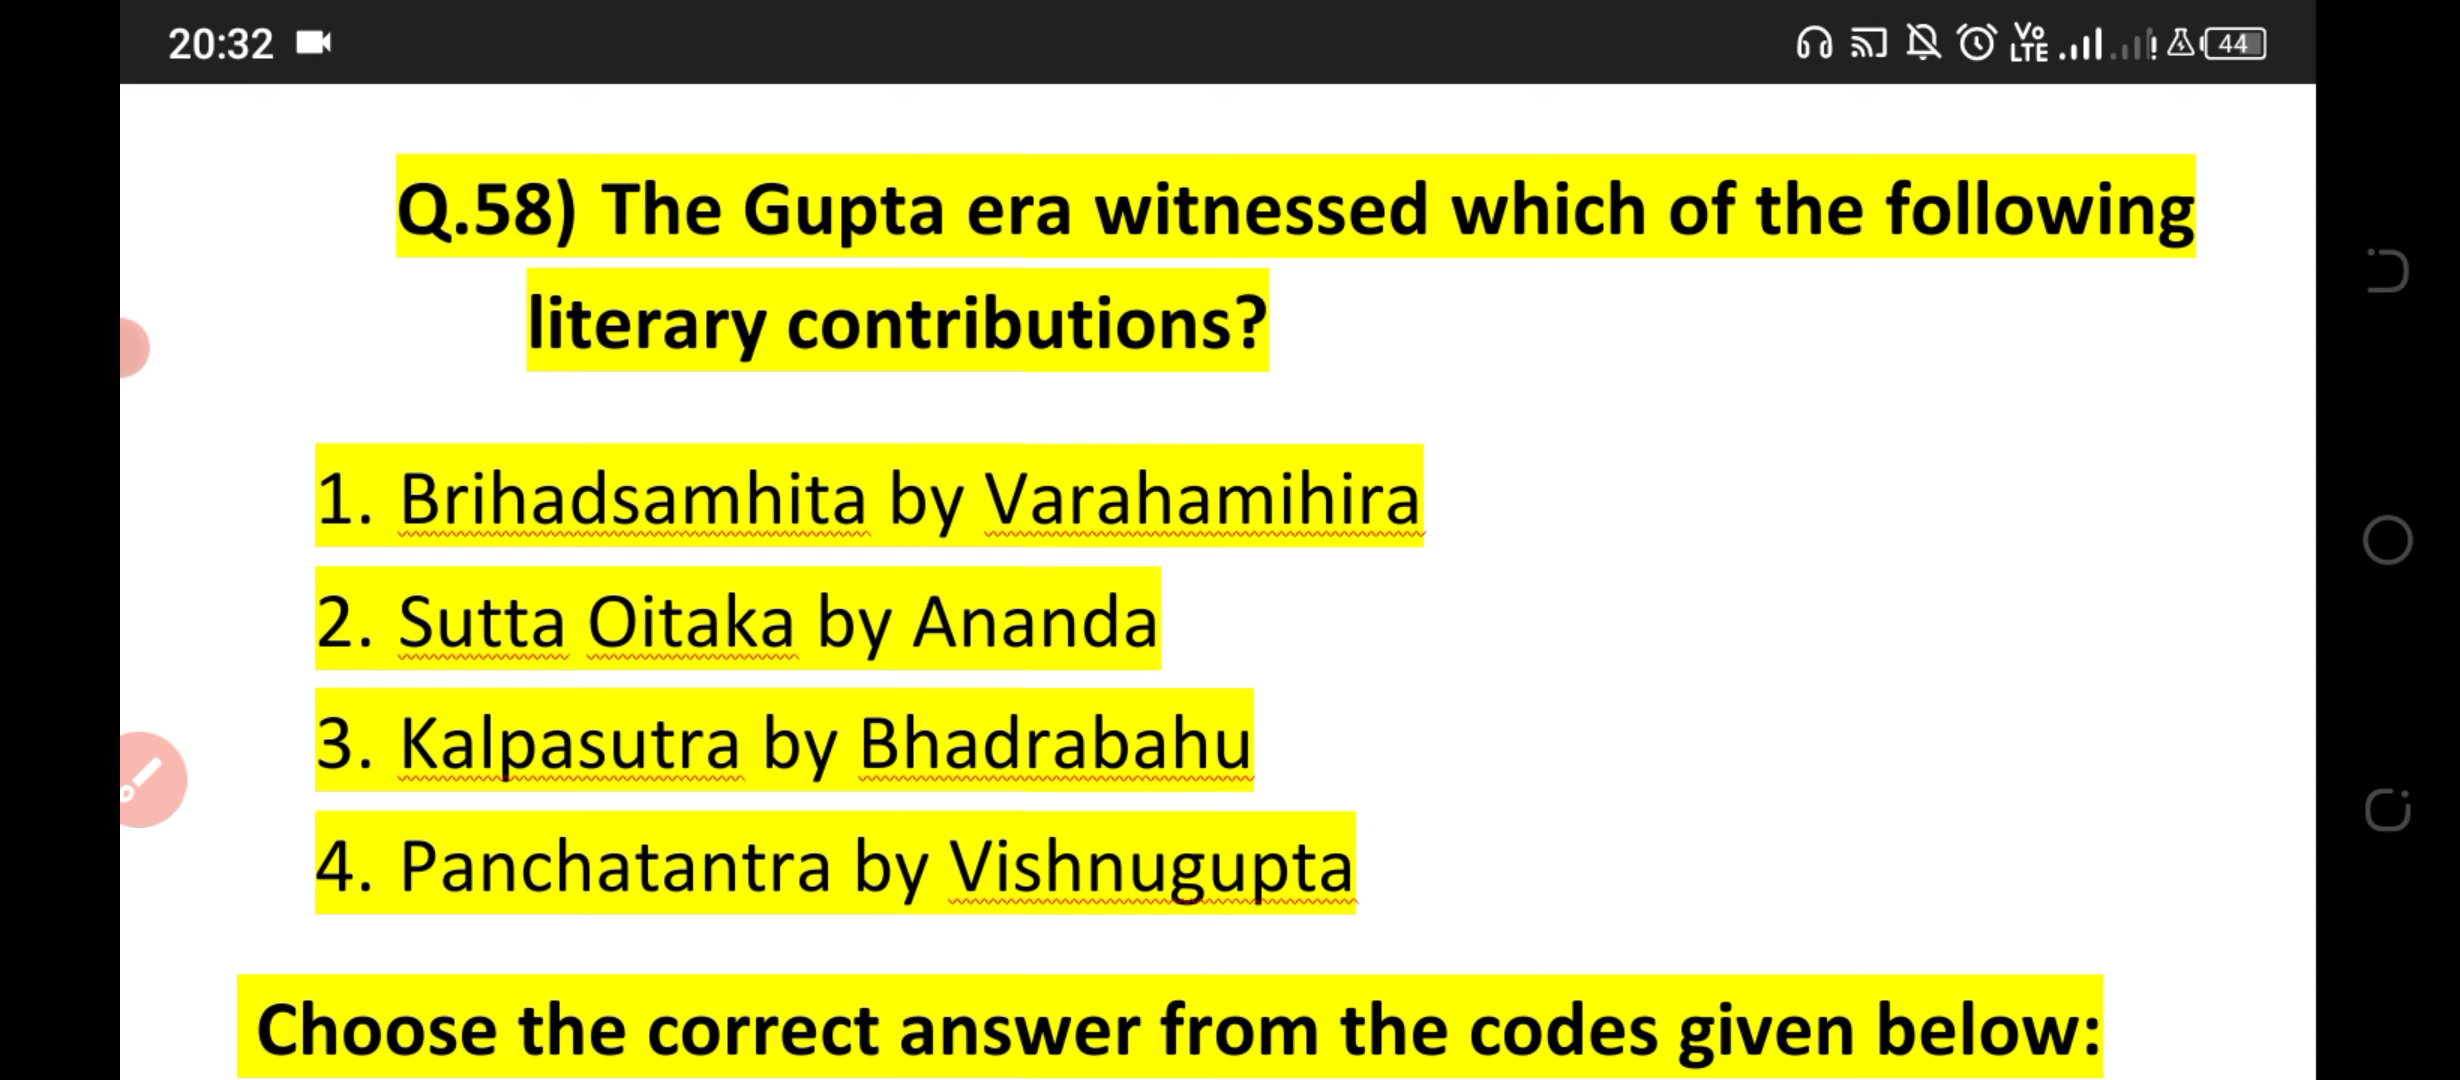 20:32 Vo LTE 44
Q.58) The Gupta era witnessed which of the following
literary contributions?
1. Brihadsamhita by Varahamihira
2. Sutta Oitaka by Ananda
3. Kalpasutra by Bhadrabahu
4. Panchatantra by Vishnugupta
Choose the correct answer from the codes given below: